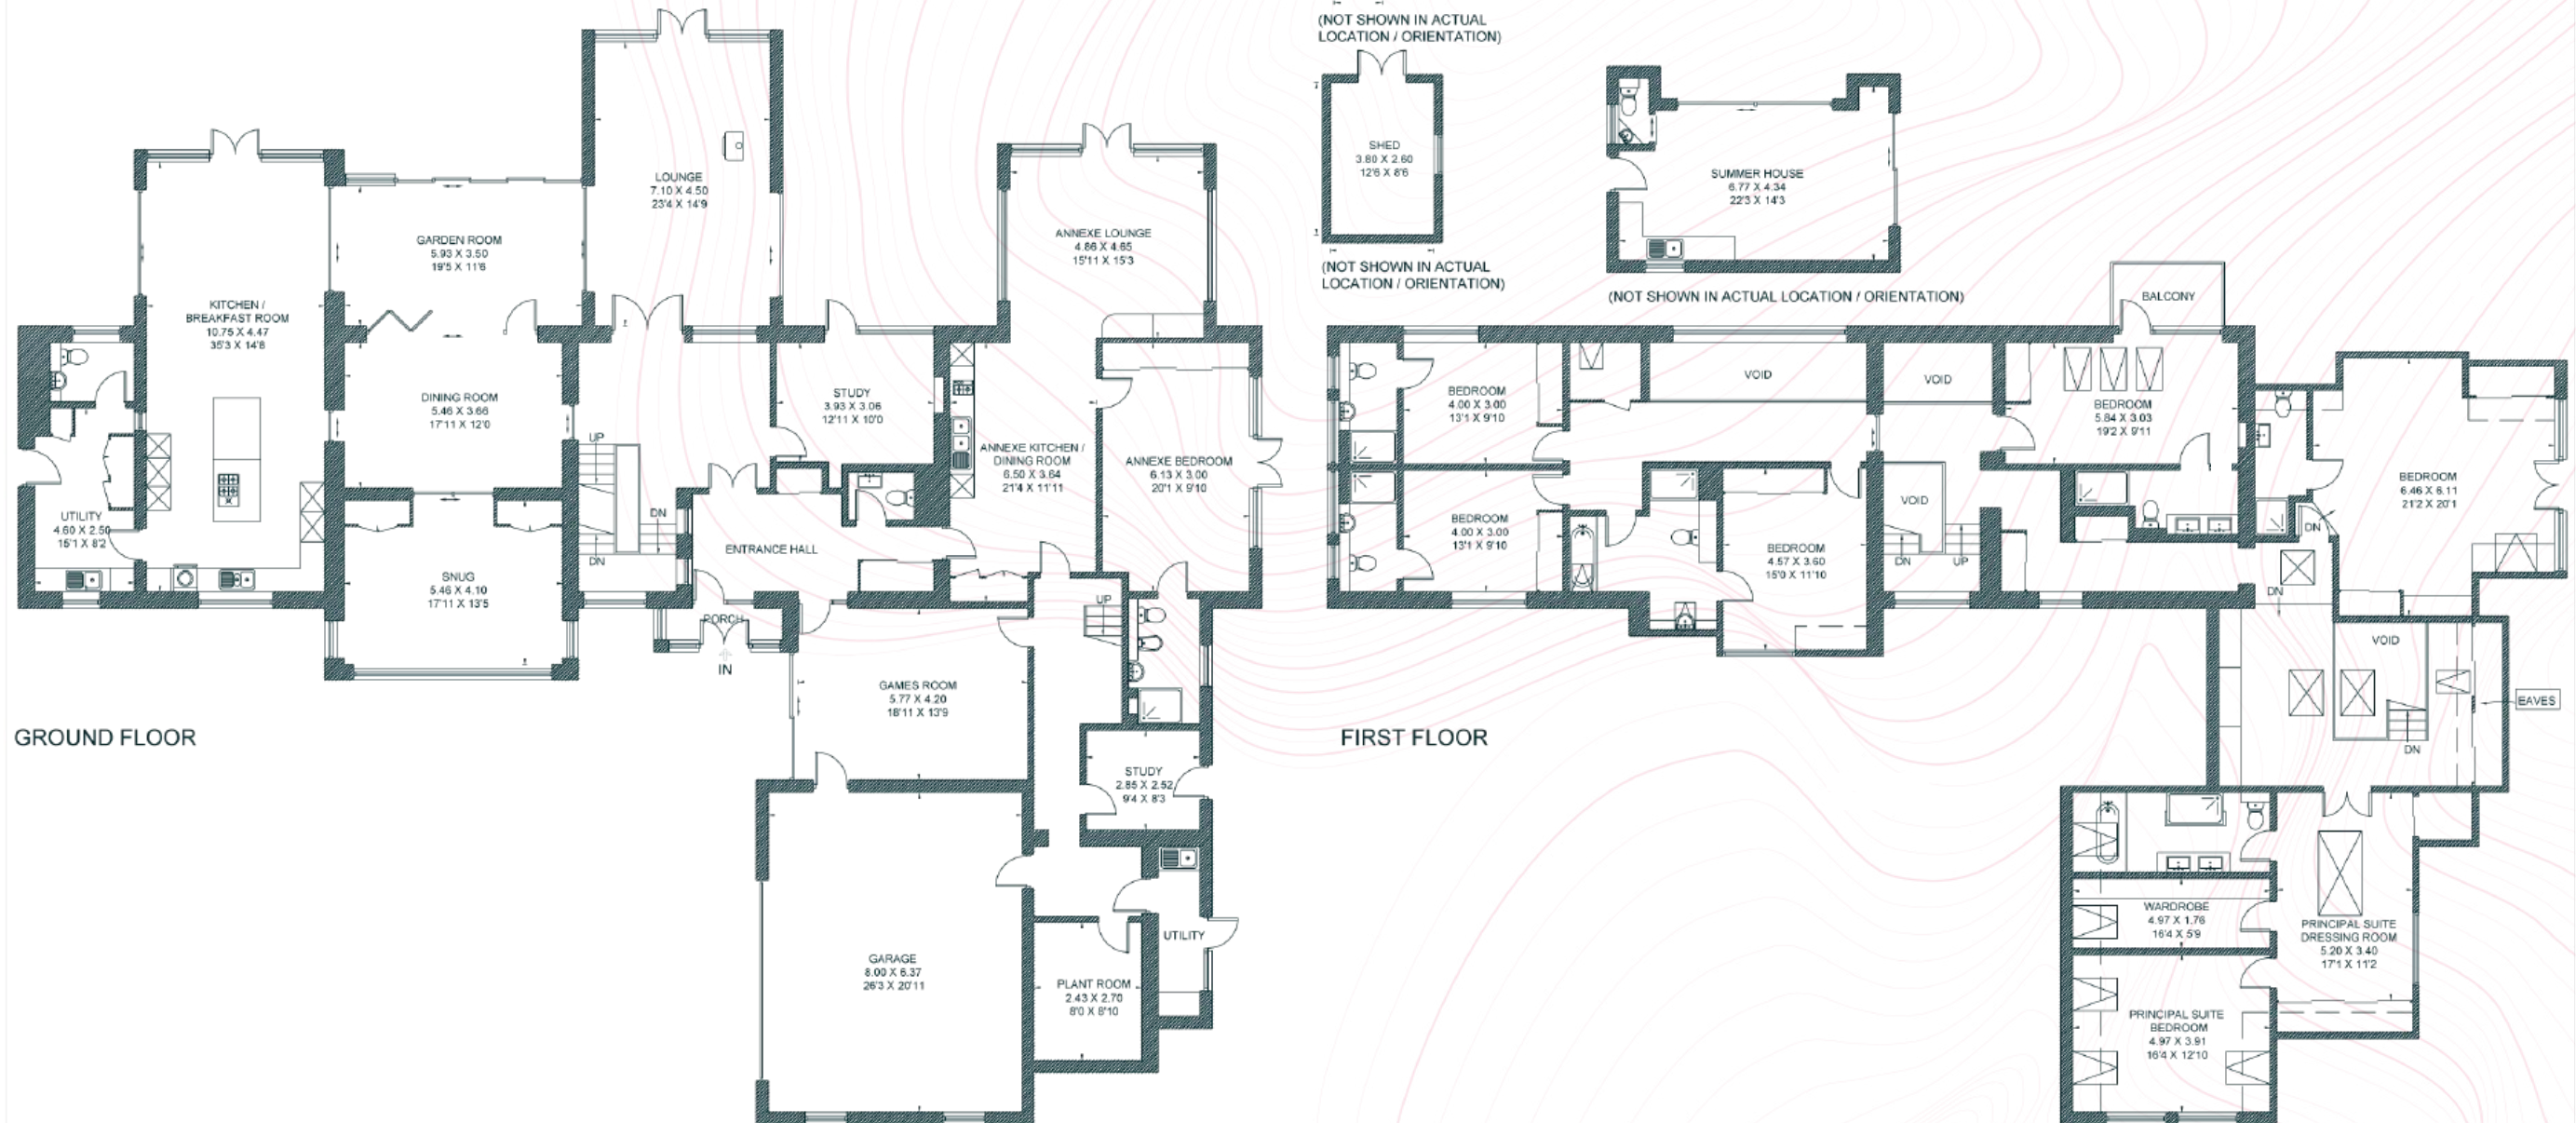 (NOT SHOWN IN ACTUAL
LOCATION / ORIENTATION)
SHED
3.80 X 2.60
12'6 X 8'6
(NOT SHOWN IN ACTUAL
LOCATION / ORIENTATION)
SUMMER HOUSE
6.77 X 4.34
22'3 X 14'3
(NOT SHOWN IN ACTUAL LOCATION / ORIENTATION)
LOUNGE
7.10 X 4.50
23'4 X 14'9
GARDEN ROOM
5.93 X 3.50
19'5 X 11'6
ANNEXE LOUNGE
4.86 X 4.65
15'11 X 15'3
KITCHEN /
BREAKFAST ROOM
10.75 X 4.47
35'3 X 14'8
DINING ROOM
5.46 X 3.66
17'11 X 12'0
STUDY
3.93 X 3.06
12'11 X 10'0
UP
DN
DN
ANNEXE KITCHEN /
DINING ROOM
6.50 X 3.64
21'4 X 11'11
ANNEXE BEDROOM
6.13 X 3.00
20'1 X 9'10
UTILITY
4.60 X 2.50
15'1 X 8'2
ENTRANCE HALL
SNUG
5.46 X 4.10
17'11 X 13'5
UP
PORCH
IN
GAMES ROOM
5.77 X 4.20
18'11 X 13'9
GROUND FLOOR
STUDY
2.85 X 2.52
9'4 X 8'3
UTILITY
GARAGE
8.00 X 6.37
26'3 X 20'11
PLANT ROOM
2.43 X 2.70
8'0 X 8'10
BALCONY
BEDROOM
4.00 X 3.00
13'1 X 9'10
VOID
VOID
BEDROOM
5.84 X 3.03
19'2 X 9'11
BEDROOM
6.46 X 6.11
21'2 X 20'1
BEDROOM
4.00 X 3.00
13'1 X 9'10
VOID
DN
BEDROOM
4.57 X 3.60
15'0 X 11'10
DN
UP
DN
VOID
EAVES
FIRST FLOOR
DN
WARDROBE
4.97 X 1.76
16'4 X 5'9
PRINCIPAL SUITE
DRESSING ROOM
5.20 X 3.40
17'1 X 11'2
PRINCIPAL SUITE
BEDROOM
4.97 X 3.91
16'4 X 12'10